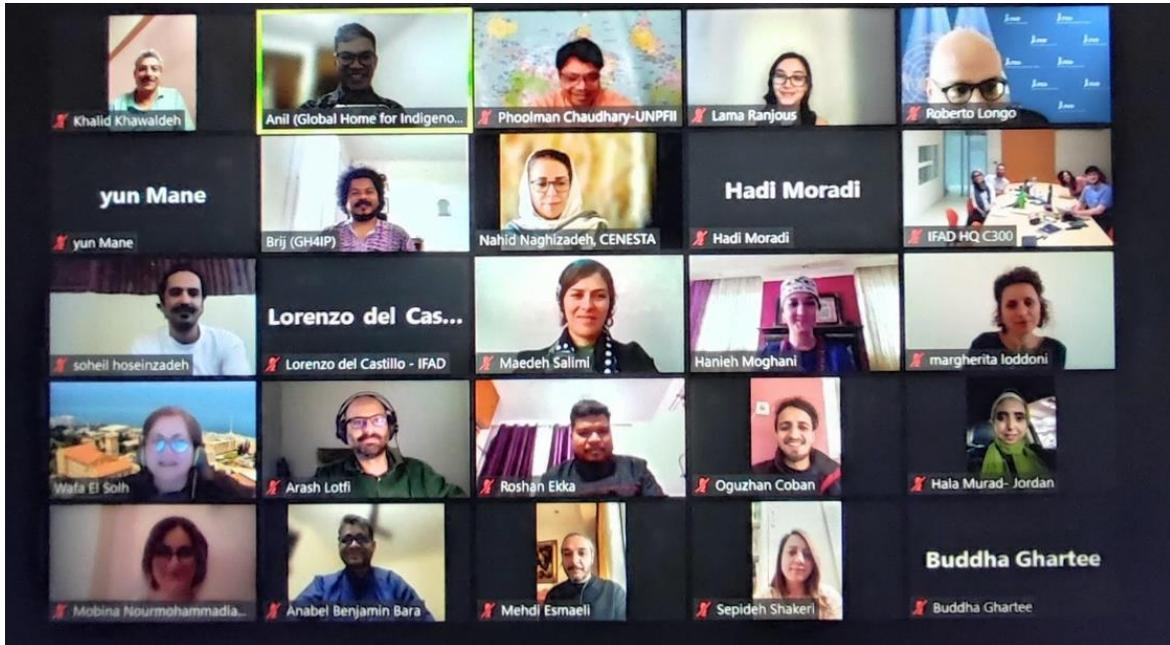 Khalid Khawaldeh
Anil (Global Home for Indigeno...
Phoolman Chaudhary-UNPFII
Lama Ranjous
Roberto Longo
yun Mane
yun Mane
Brij (GH4IP)
Nahid Naghizadeh, CENESTA
Hadi Moradi
Hadi Moradi
IFAD HQ C300
soheil hoseinzadeh
Lorenzo del Cas...
Lorenzo del Castillo - IFAD
Maedeh Salimi
Hanieh Moghani
margherita loddoni
Wafa El Solh
Arash Lotfi
Roshan Ekka
Oguzhan Coban
Hala Murad- Jordan
Mobina Nourmohammadia...
Anabel Benjamin Bara
Mehdi Esmaeli
Sepideh Shakeri
Buddha Ghartee
Buddha Ghartee